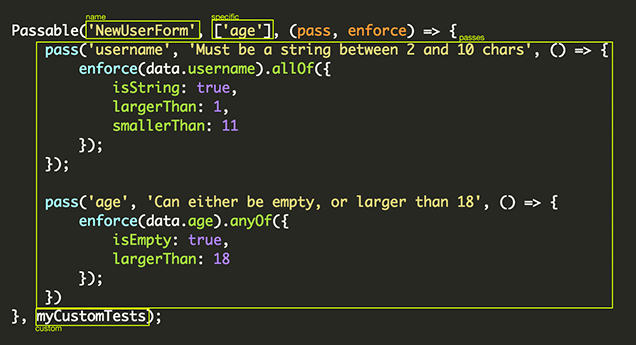 name specific
Passable('NewUserForm', ['age'], (pass, enforce) => {
passes
pass('username', 'Must be a string between 2 and 10 chars', () => {
enforce(data.username).allOf({
isString: true,
largerThan: 1,
smallerThan: 11
});
});
pass('age', 'Can either be empty, or larger than 18', () => {
enforce(data.age).anyOf({
isEmpty: true,
largerThan: 18
});
})
}, myCustomTests);
custom